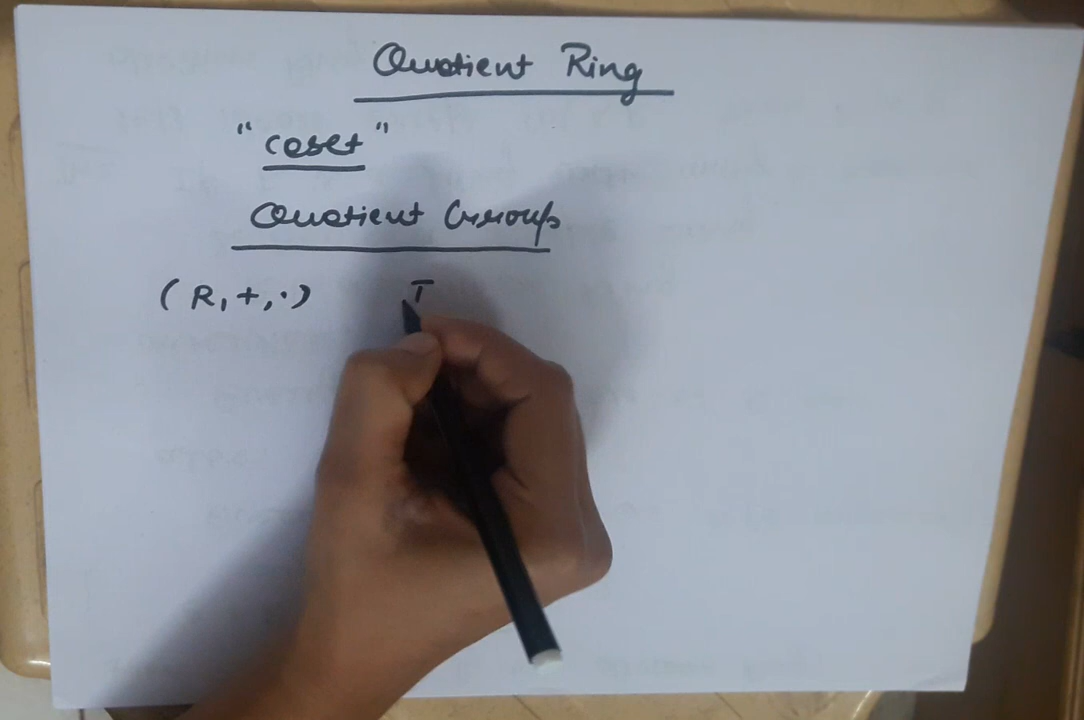 Quotient Ring
"coset"
Quotient Group
(R, +, ·)